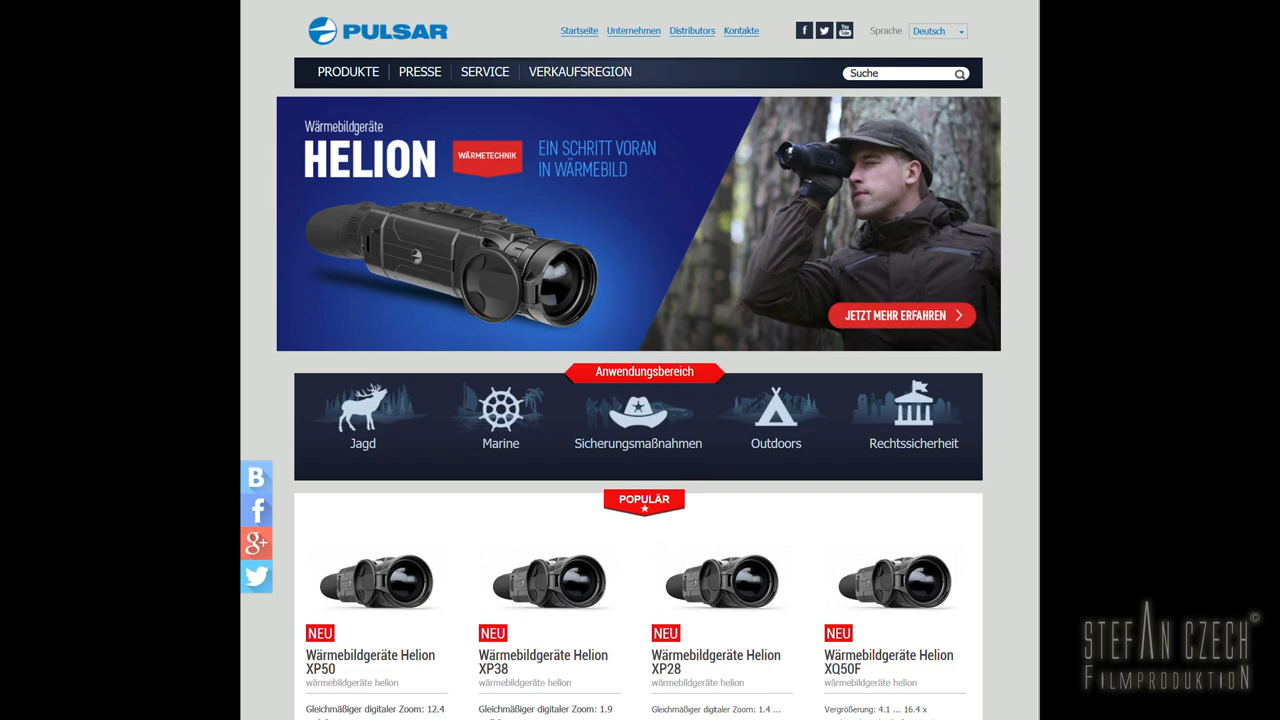 PULSAR
Startseite Unternehmen Distributors Kontakte
f You Tube Sprache Deutsch
PRODUKTE PRESSE SERVICE VERKAUFSREGION Suche
Wärmebildgeräte
HELION
WÄRMETECHNIK
EIN SCHRITT VORAN
IN WÄRMEBILD
JETZT MEHR ERFAHREN
Anwendungsbereich
Jagd Marine Sicherungsmaßnahmen Outdoors Rechtssicherheit
B
f
g+
POPULÄR
NEU NEU NEU NEU
Wärmebildgeräte Helion XP50
wärmebildgeräte helion
Gleichmäßiger digitaler Zoom: 12.4
Wärmebildgeräte Helion XP38
wärmebildgeräte helion
Gleichmäßiger digitaler Zoom: 1.9
Wärmebildgeräte Helion XP28
wärmebildgeräte helion
Gleichmäßiger digitaler Zoom: 1.4 ...
Wärmebildgeräte Helion XQ50F
wärmebildgeräte helion
Vergrößerung: 4.1 ... 16.4 x
STEFAN CZECH ©
FILMPRODUKTION